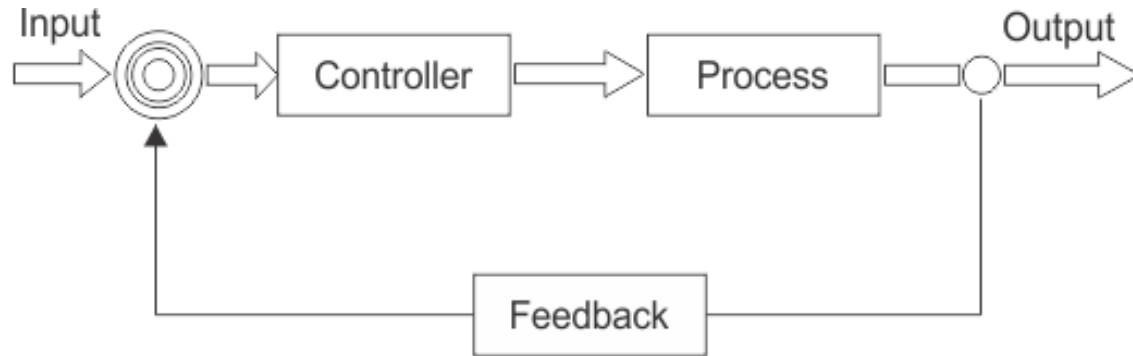 Input
Output
Controller
Process
Feedback